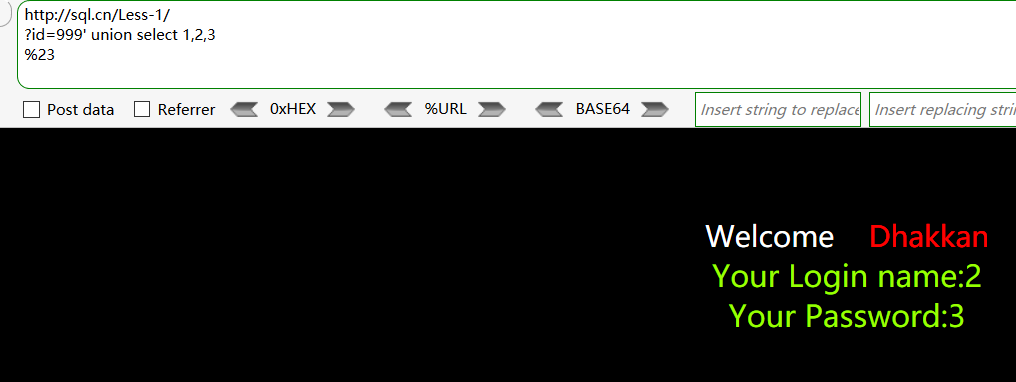 http://sql.cn/Less-1/
?id=999' union select 1,2,3
%23
Post data Referrer 0xHEX %URL BASE64 Insert string to replace Insert replacing stri
Welcome Dhakkan
Your Login name:2
Your Password:3